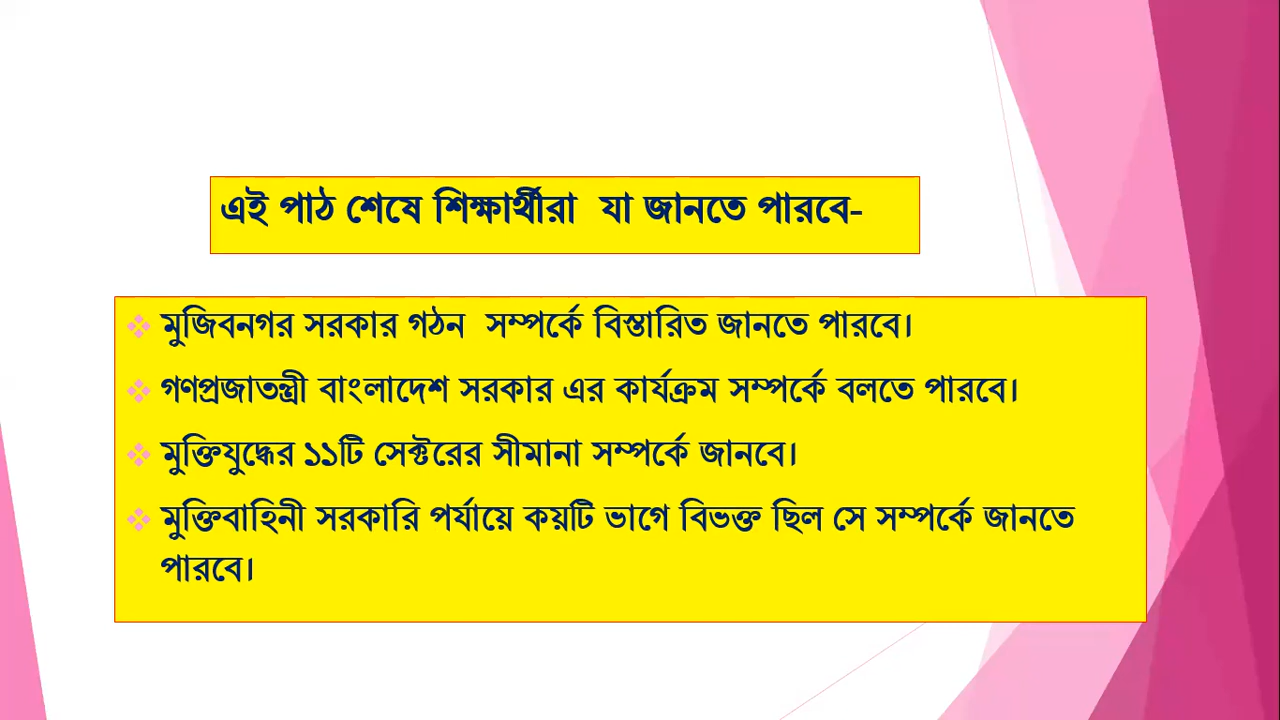 এই পাঠ শেষে শিক্ষার্থীরা যা জানতে পারবে-
❖ মুজিবনগর সরকার গঠন সম্পর্কে বিস্তারিত জানতে পারবে।
❖ গণপ্রজাতন্ত্রী বাংলাদেশ সরকার এর কার্যক্রম সম্পর্কে বলতে পারবে।
❖ মুক্তিযুদ্ধের ১১টি সেক্টরের সীমানা সম্পর্কে জানবে।
❖ মুক্তিবাহিনী সরকারি পর্যায়ে কয়টি ভাগে বিভক্ত ছিল সে সম্পর্কে জানতে
পারবে।